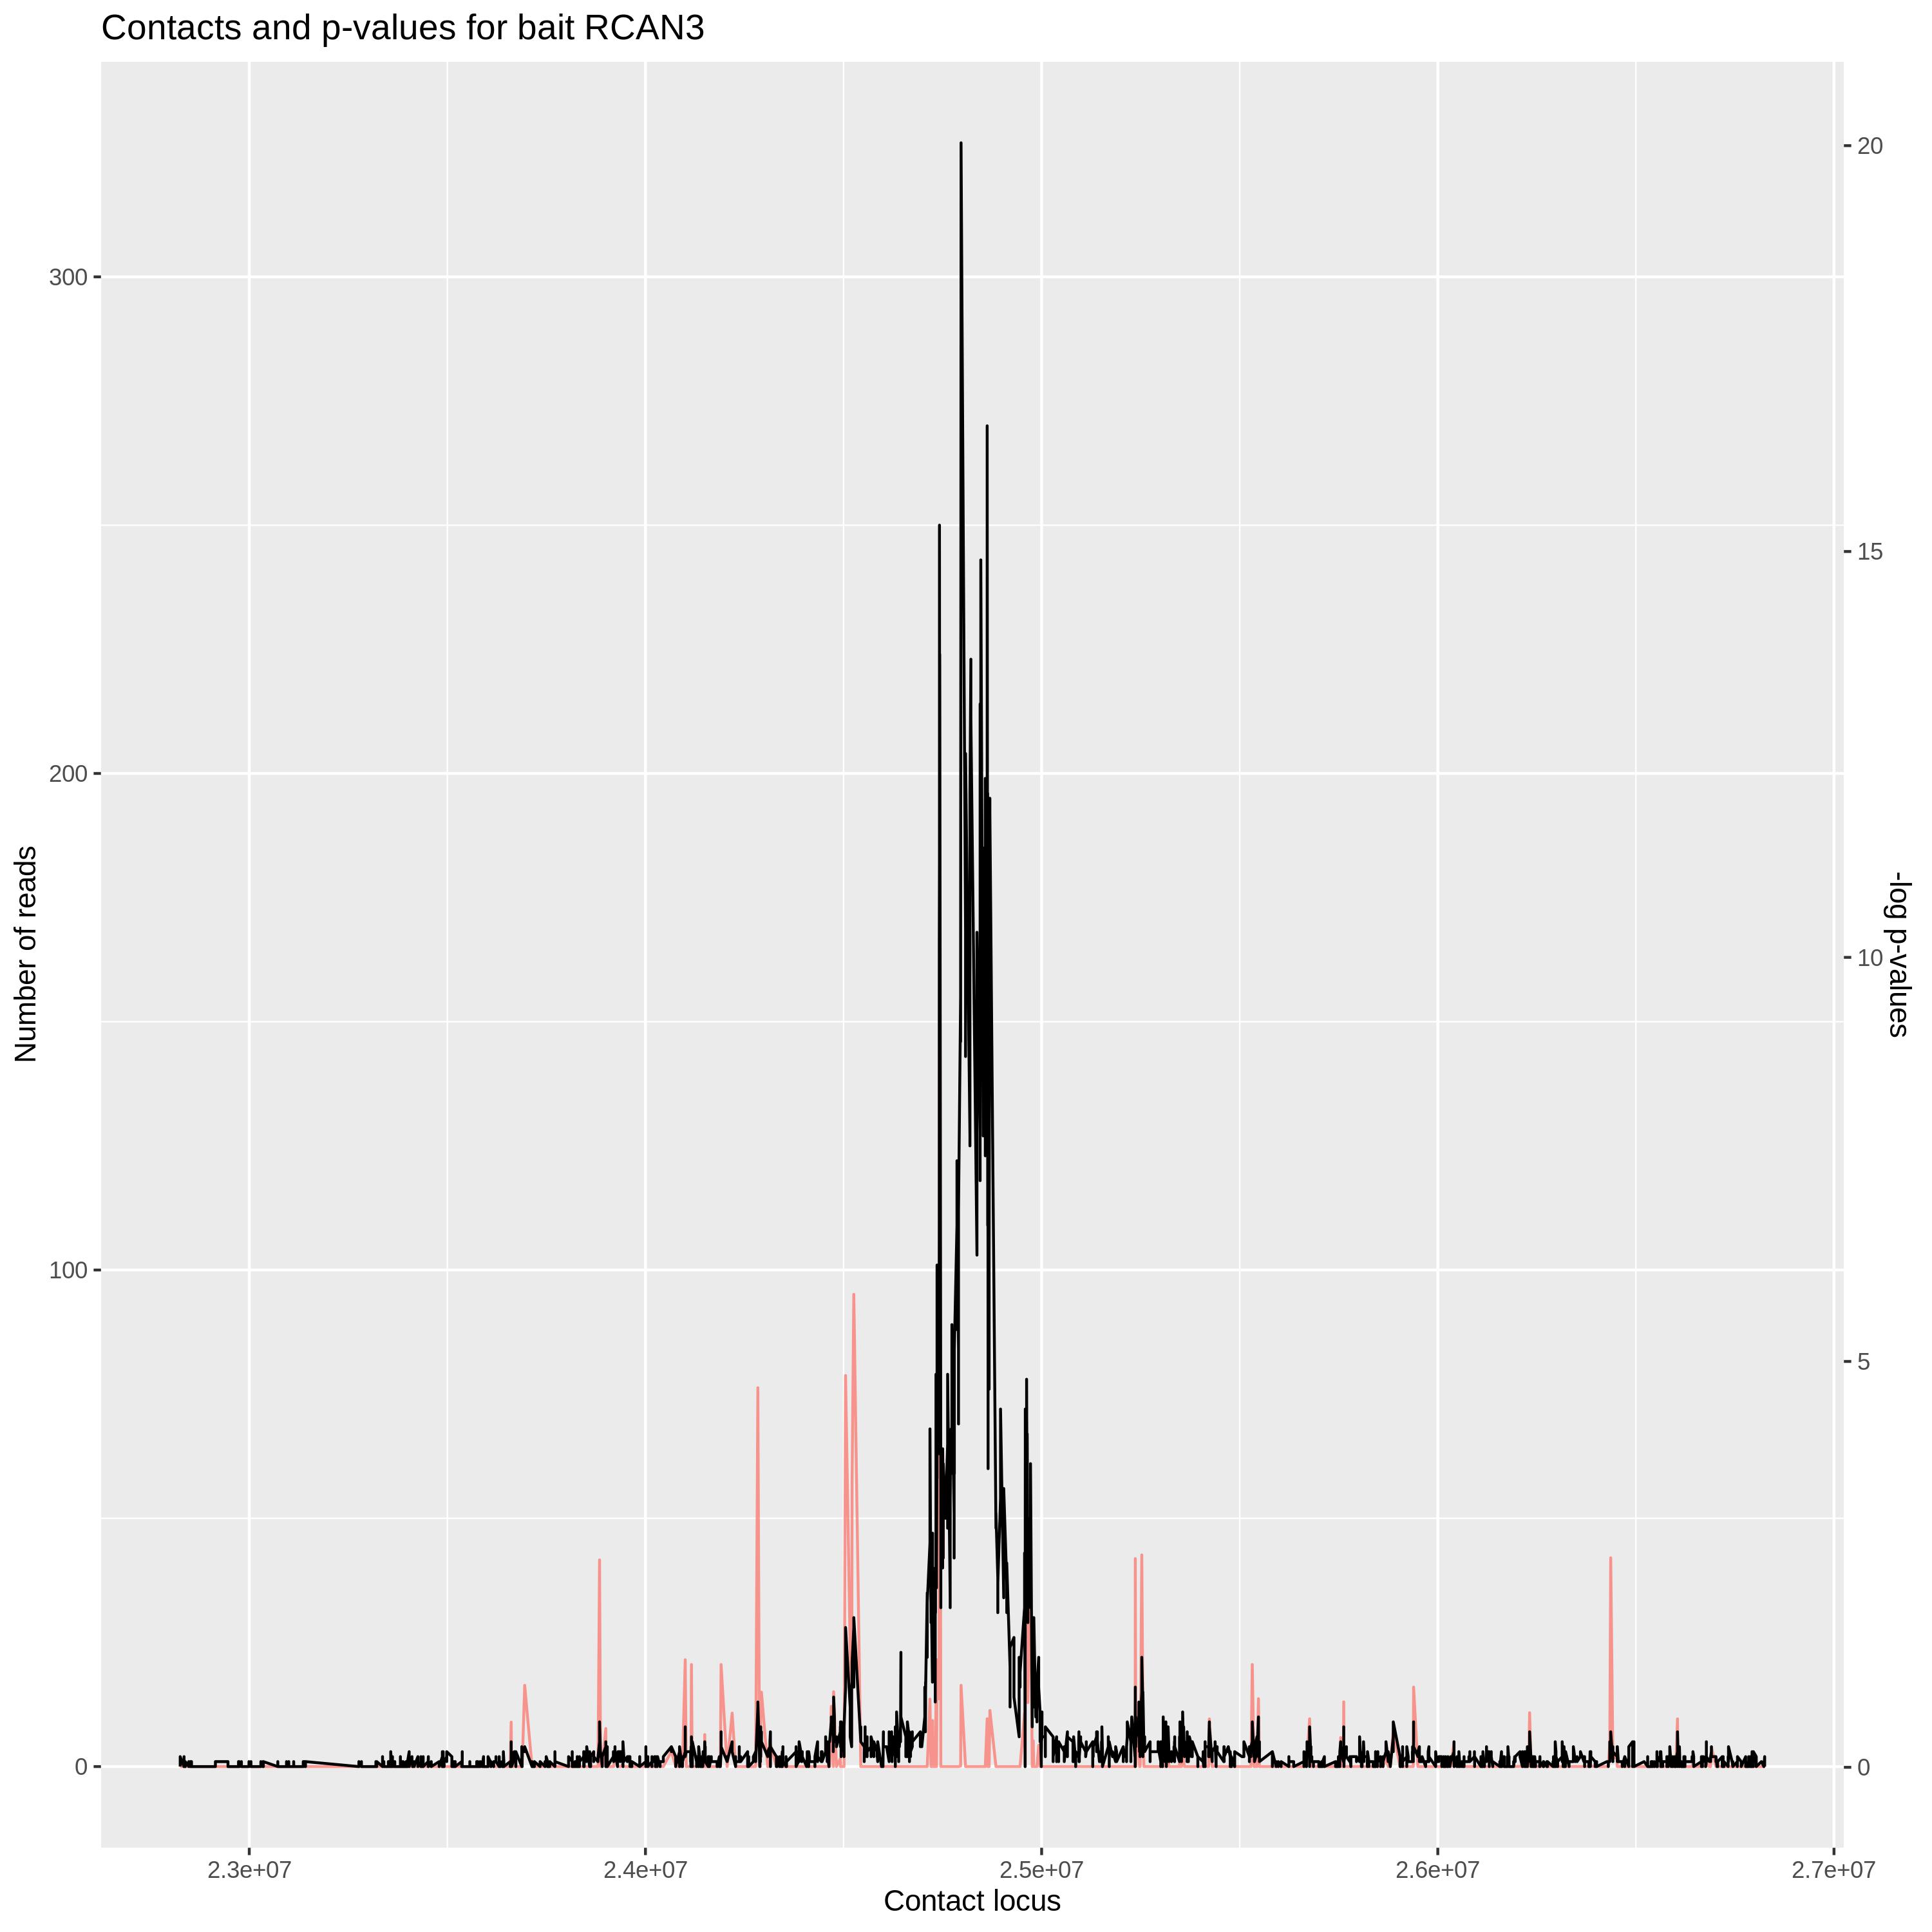 Contacts and p-values for bait RCAN3
300
200
100
0
Number of reads
20
15
10
5
0
-log p-values
2.3e+07
2.4e+07
2.5e+07
2.6e+07
2.7e+07
Contact locus